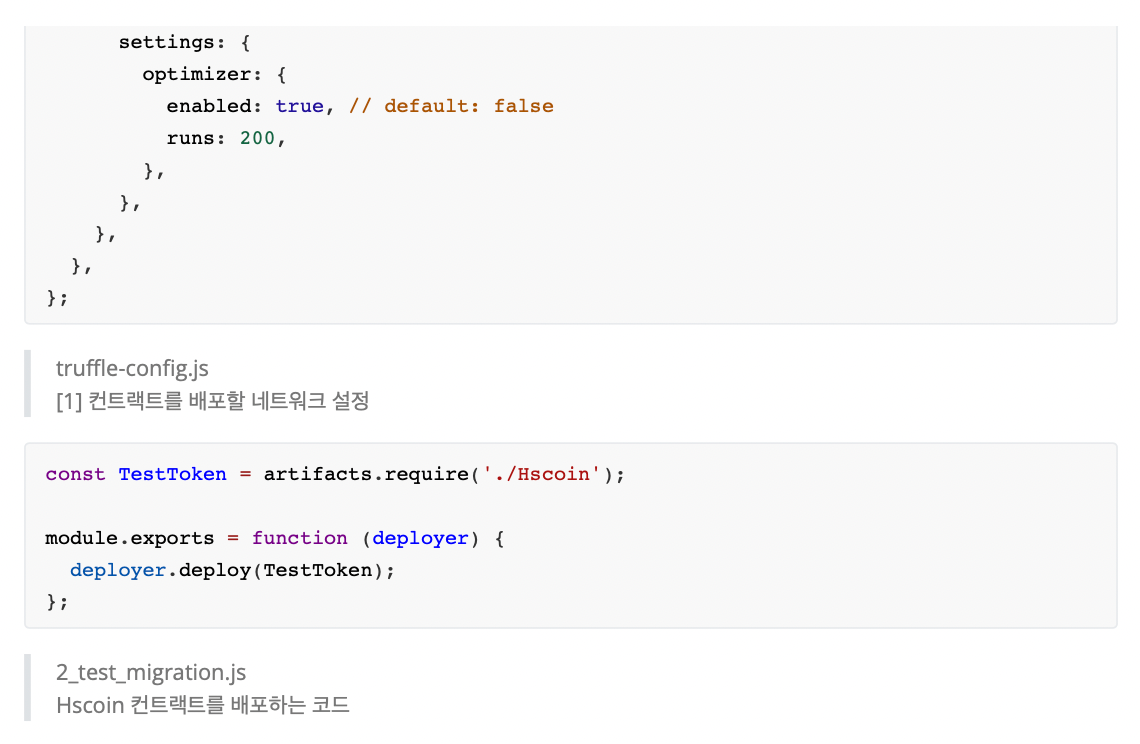 settings: {
optimizer: {
enabled: true, // default: false
runs: 200,
},
},
},
},
};
truffle-config.js
[1] 컨트랙트를 배포할 네트워크 설정
const TestToken = artifacts.require('./Hscoin');
module.exports = function (deployer) {
deployer.deploy(TestToken);
};
2_test_migration.js
Hscoin 컨트랙트를 배포하는 코드